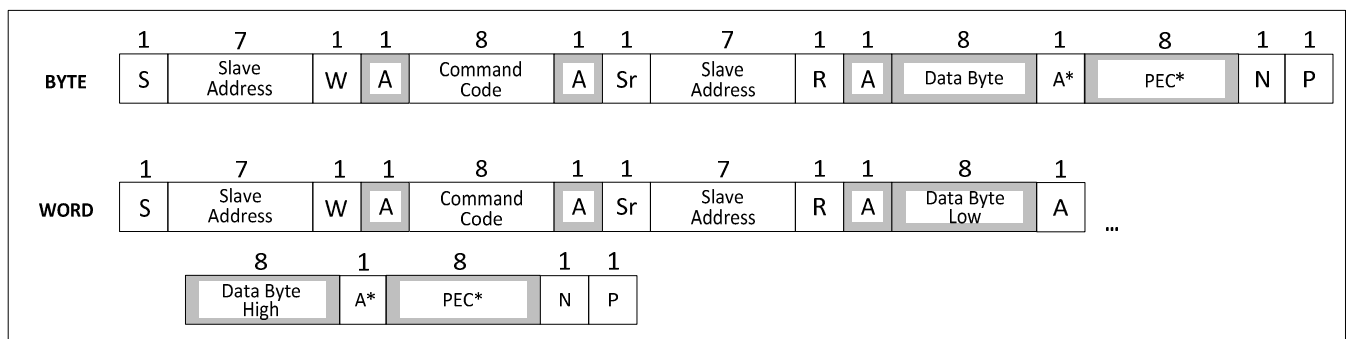 1 7 1 1 8 1 1 7 1 1 8 1 8 1 1
BYTE S Slave Address W A Command Code A Sr Slave Address R A Data Byte A* PEC* N P
1 7 1 1 8 1 1 7 1 1 8 1
WORD S Slave Address W A Command Code A Sr Slave Address R A Data Byte Low A ...
8 1 8 1 1
Data Byte High A* PEC* N P